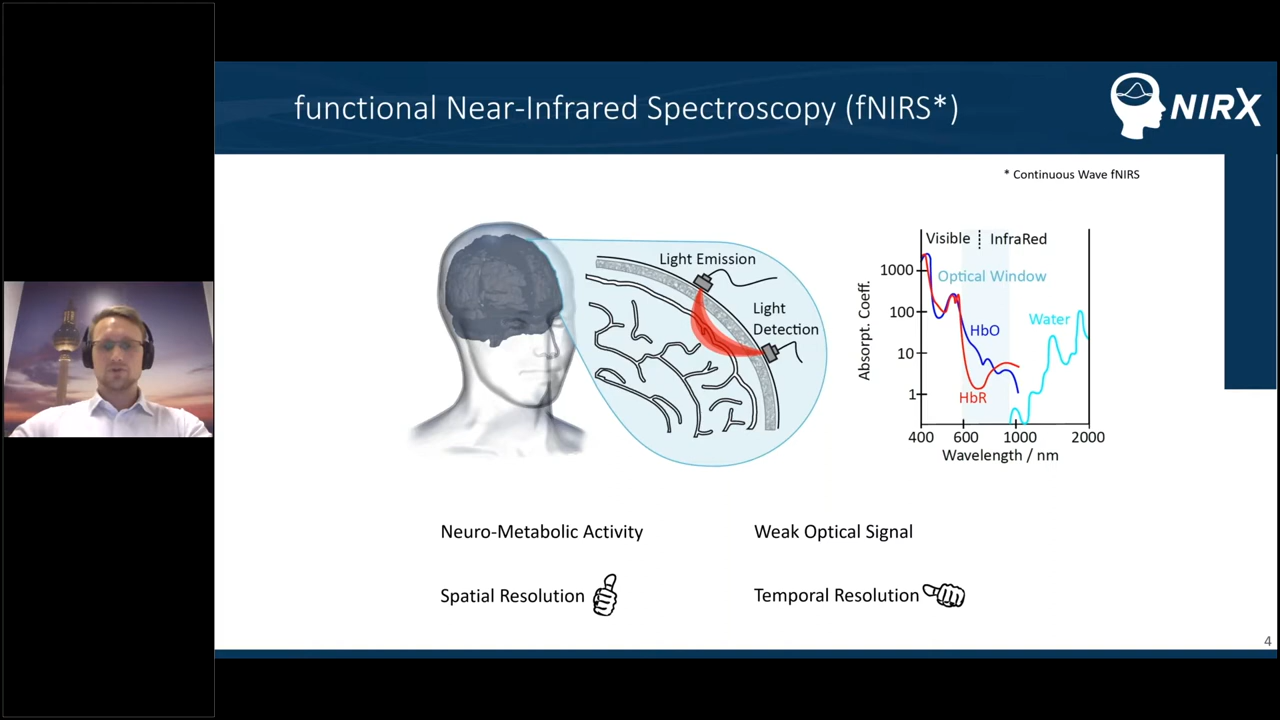 functional Near-Infrared Spectroscopy (fNIRS*)
NIRX
* Continuous Wave fNIRS
Light Emission
Light
Detection
Visible
InfraRed
Optical Window
Absorpt. Coeff.
1000
100
10
1
HbO
HbR
Water
400
600
1000
2000
Wavelength / nm
Neuro-Metabolic Activity
Weak Optical Signal
Spatial Resolution
Temporal Resolution
4